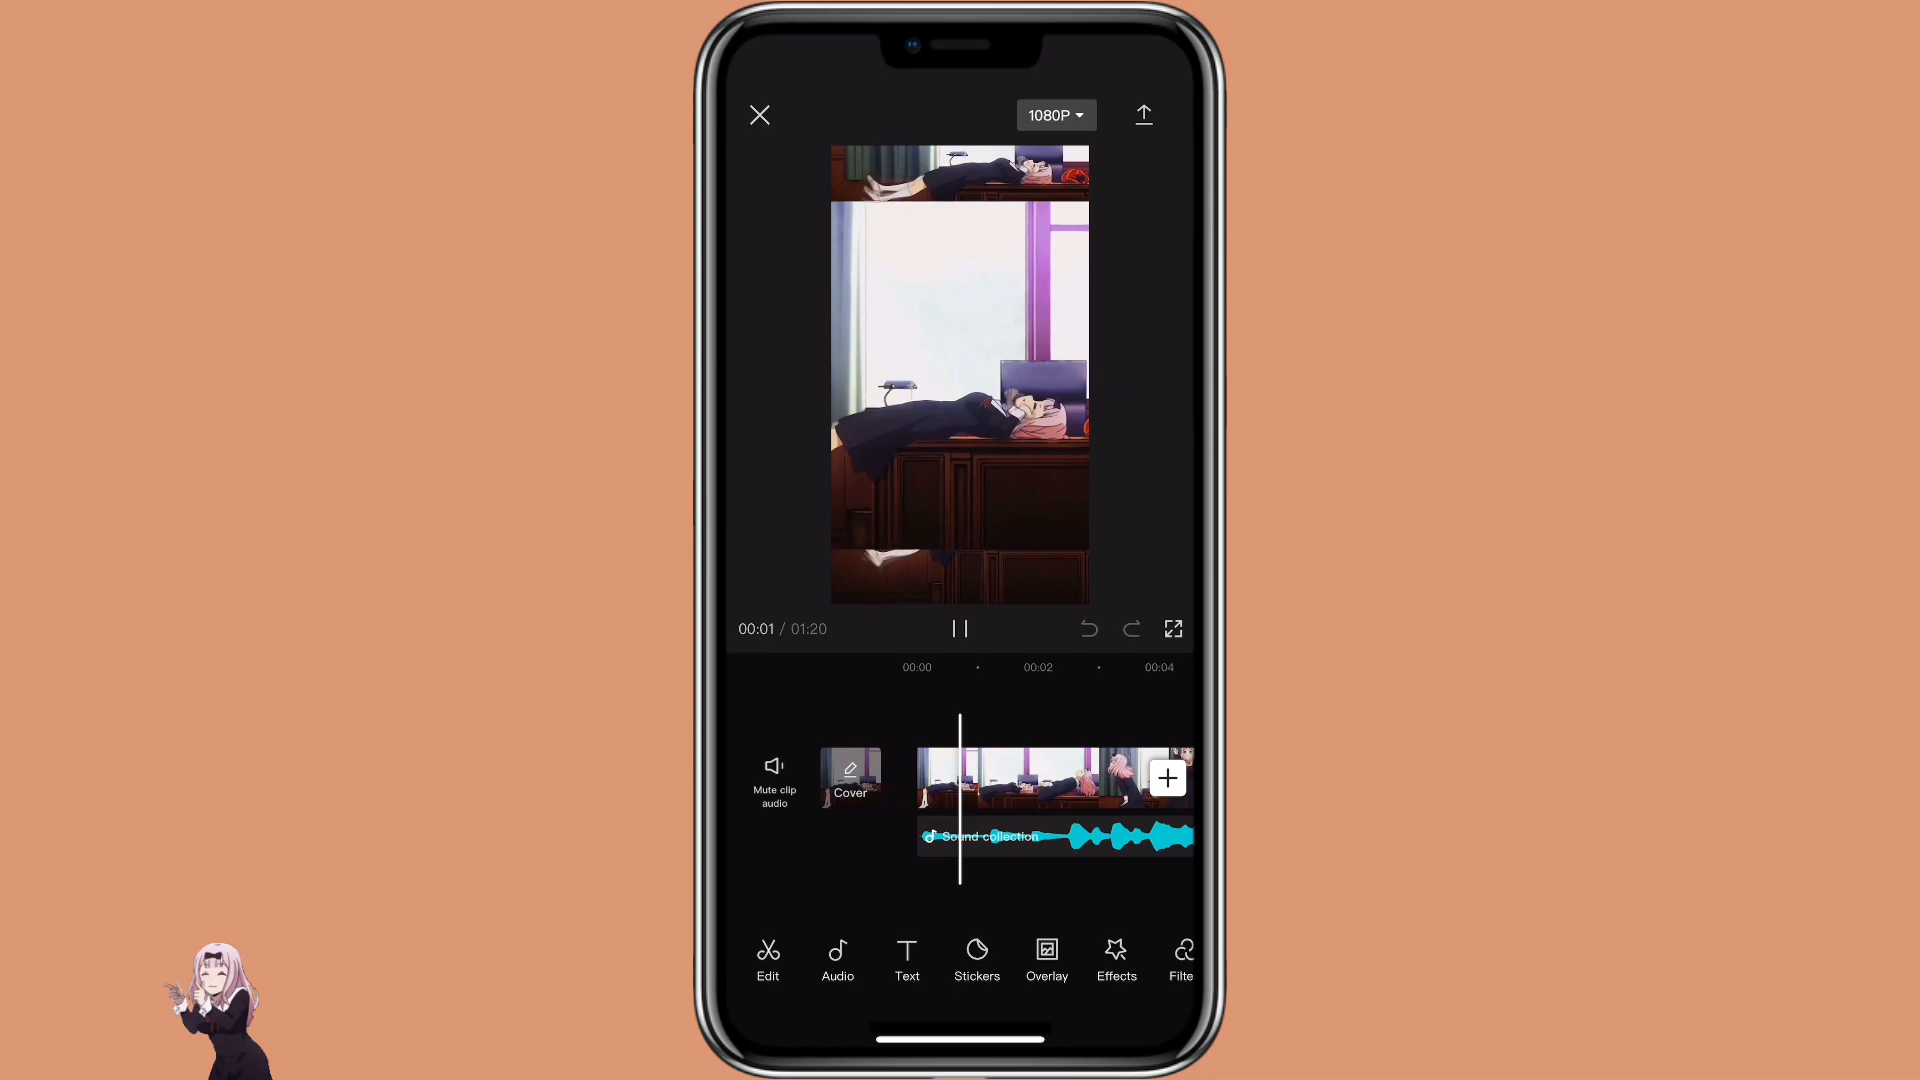 1080P
00:01 / 01:20
00:00 00:02 00:04
Mute clip
audio
Cover
Sound collection
Edit Audio Text Stickers Overlay Effects Filte